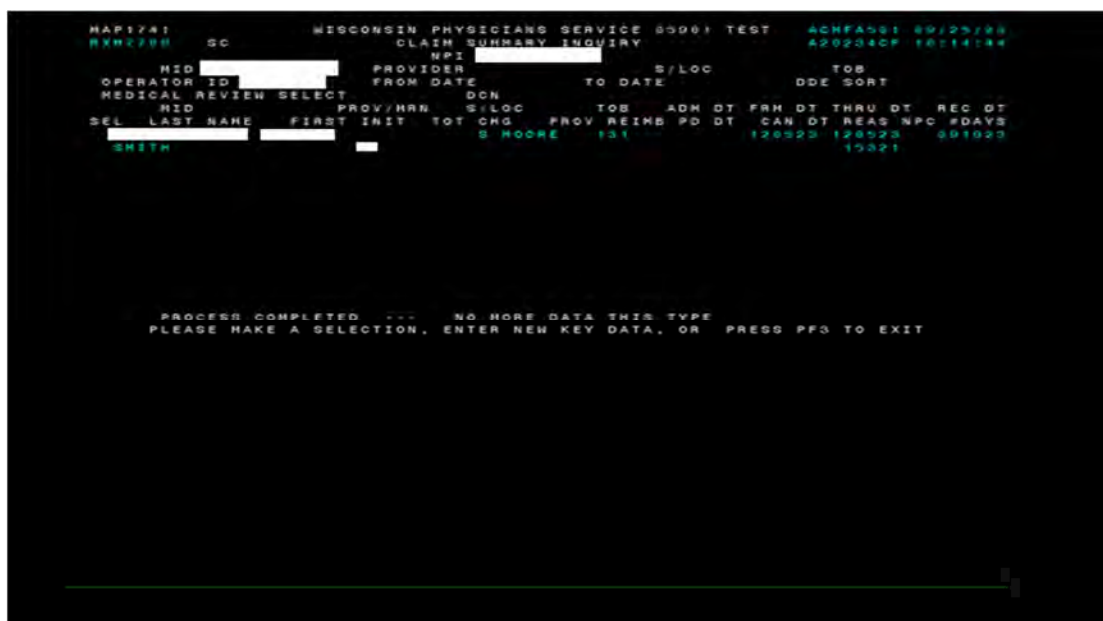 MAP1741 WISCONSIN PHYSICIANS SERVICE 05901 TEST ACMFA551 09/25/23
SC CLAIM SUMMARY INQUIRY A20234CF 10:14:44
NPI
MID PROVIDER S/LOC TOB
OPERATOR ID FROM DATE TO DATE DDE SORT
MEDICAL REVIEW SELECT DCN
MID PROV/MRN S/LOC TOB ADM DT FRM DT THRU DT REC DT
SEL LAST NAME FIRST INIT TOT CHG PROV REIMB PD DT CAN DT REAS NPC #DAYS
S MOORE 131 120523 120523 091923
SMITH 15321
PROCESS COMPLETED --- NO MORE DATA THIS TYPE
PLEASE MAKE A SELECTION, ENTER NEW KEY DATA, OR PRESS PF3 TO EXIT